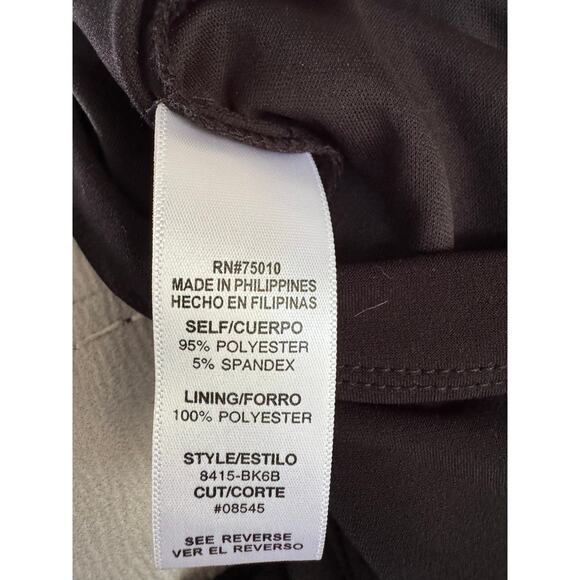 RN#75010
MADE IN PHILIPPINES
HECHO EN FILIPINAS
SELF/CUERPO
95% POLYESTER
5% SPANDEX
LINING/FORRO
100% POLYESTER
STYLE/ESTILO
8415-BK6B
CUT/CORTE
#08545
SEE REVERSE
VER EL REVERSO